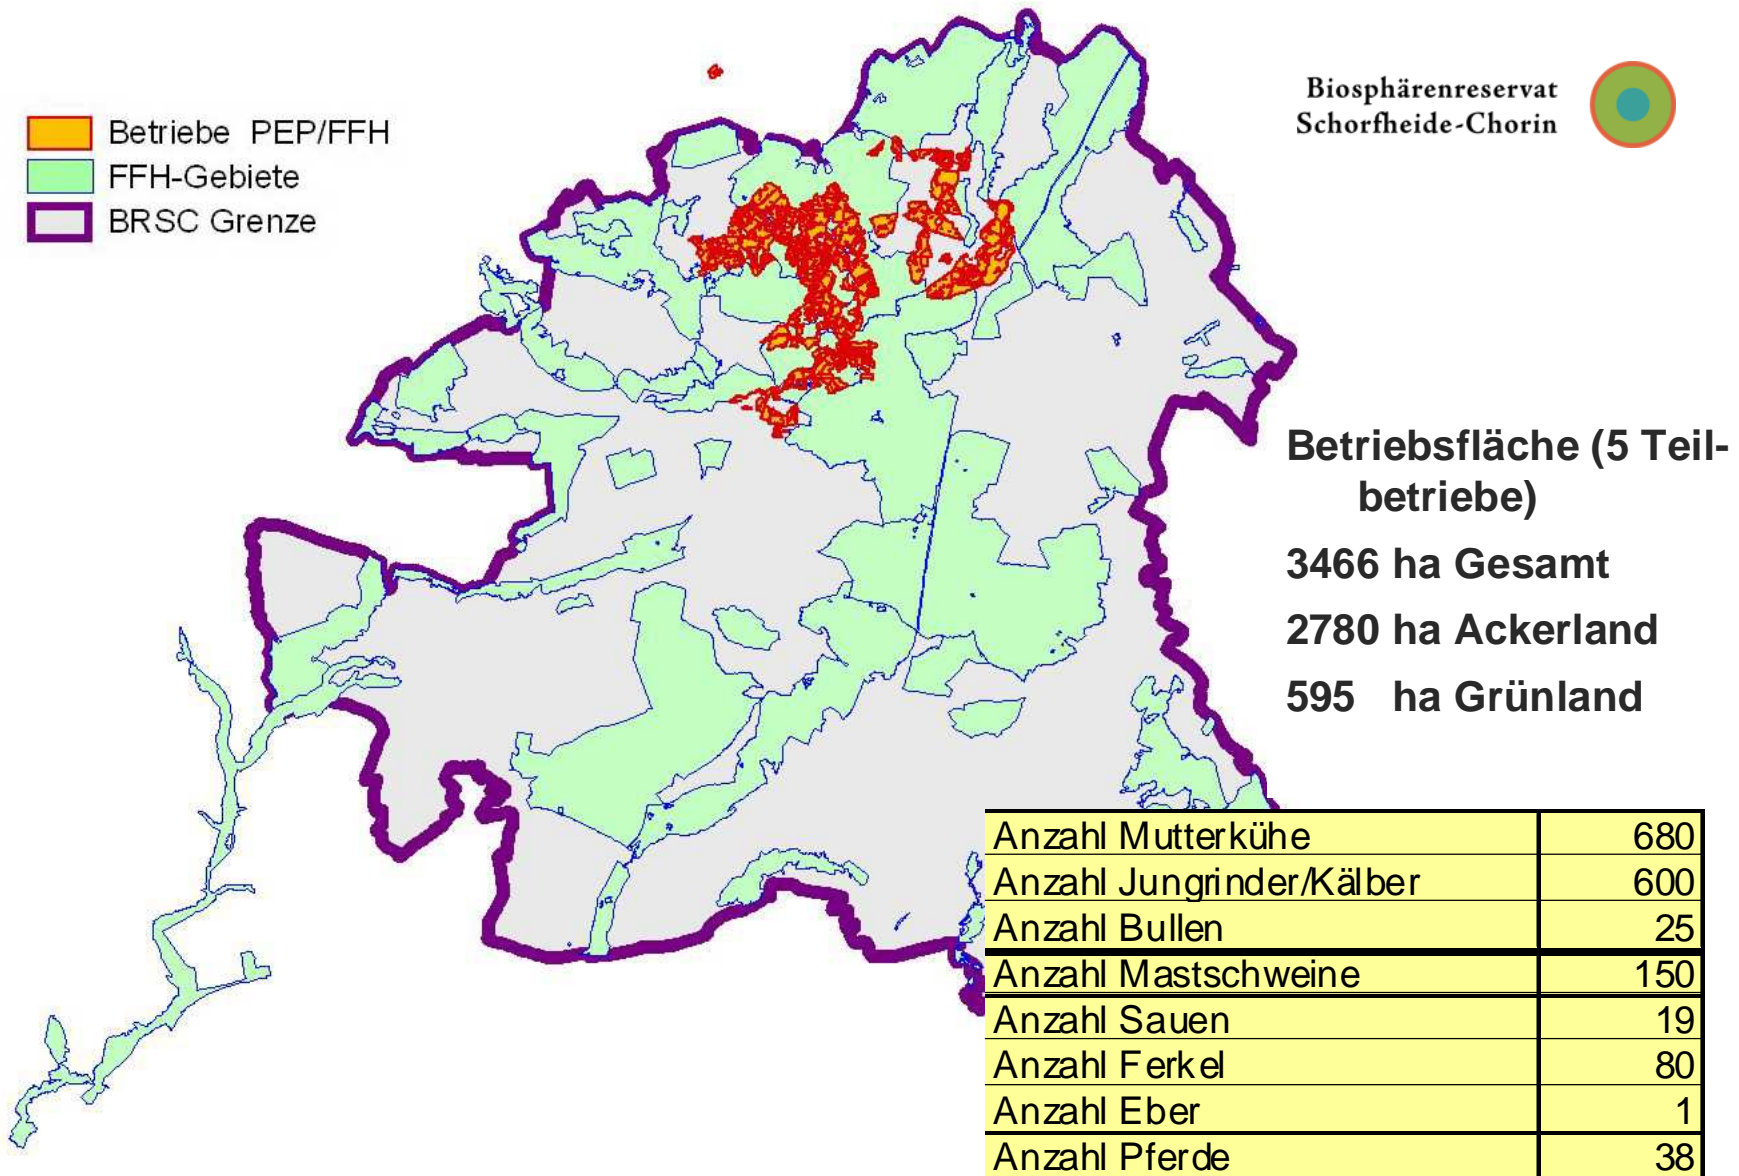 Betriebe PEP/FFH
FFH-Gebiete
BRSC Grenze
Biosphärenreservat
Schorfheide-Chorin
Betriebsfläche (5 Teil-
betriebe)
3466 ha Gesamt
2780 ha Ackerland
595 ha Grünland
Anzahl Mutterkühe 680
Anzahl Jungrinder/Kälber 600
Anzahl Bullen 25
Anzahl Mastschweine 150
Anzahl Sauen 19
Anzahl Ferkel 80
Anzahl Eber 1
Anzahl Pferde 38